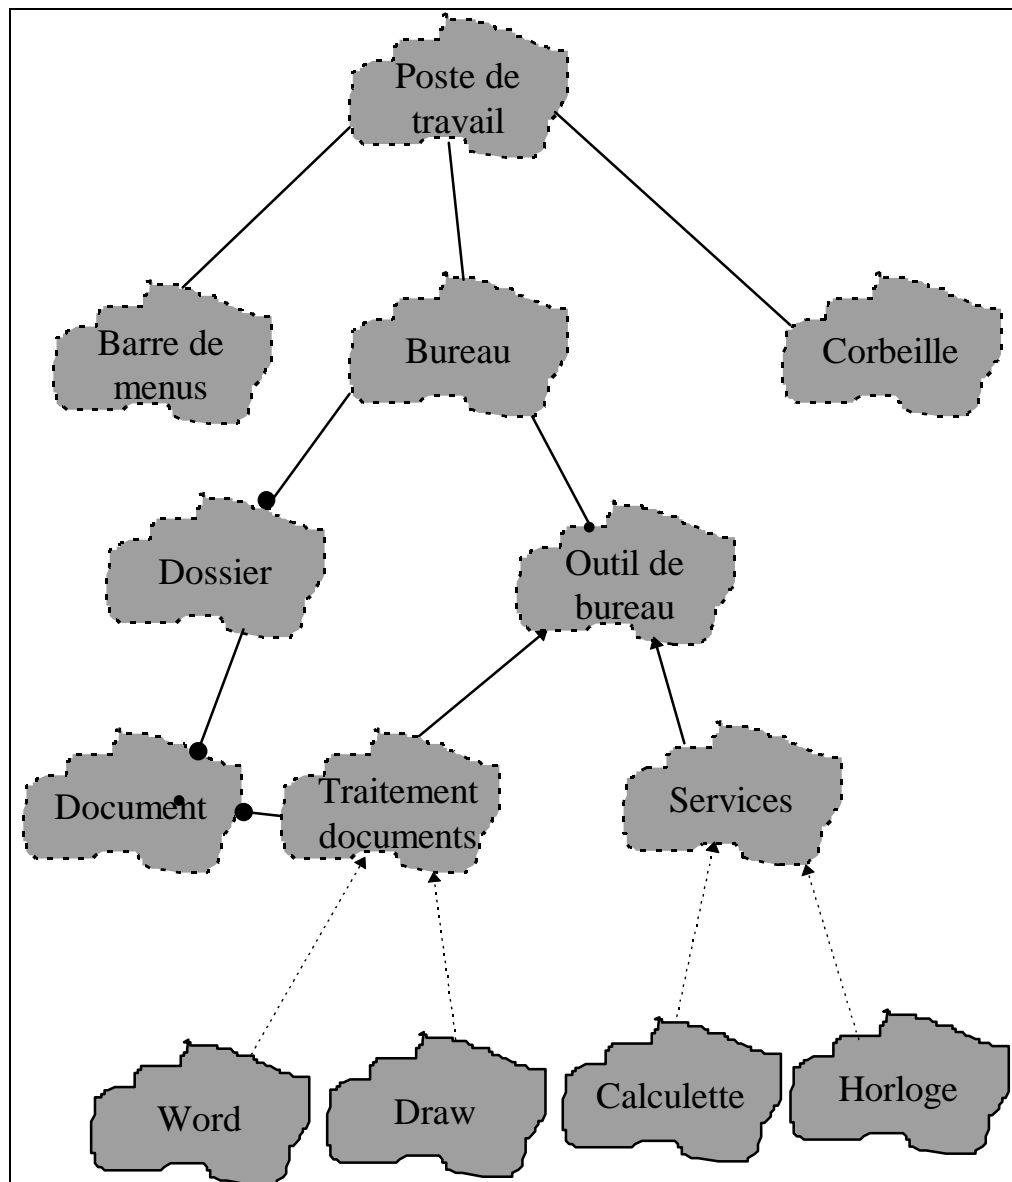 Poste de
travail
Barre de
menus
Bureau
Corbeille
Dossier
Outil de
bureau
Document
Traitement
documents
Services
Word
Draw
Calculette
Horloge